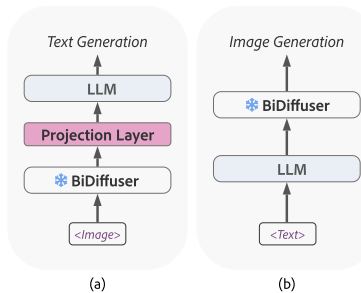 Text Generation
LLM
Projection Layer
BiDiffuser
<Image>
(a)
Image Generation
BiDiffuser
LLM
<Text>
(b)